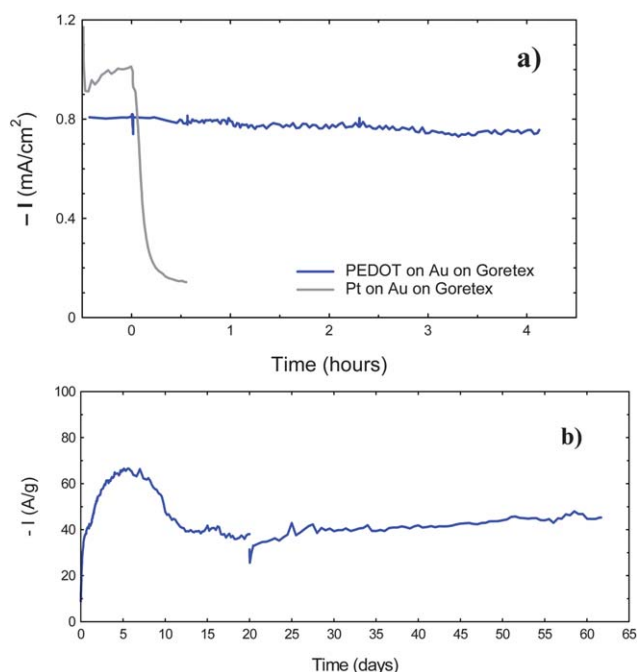 1.2
a)
0.8
0.4
0
– I (mA/cm²)
PEDOT on Au on Goretex
Pt on Au on Goretex
0 1 2 3 4
Time (hours)
100
80
60
40
20
0
b)
- I (A/g)
0 5 10 15 20 25 30 35 40 45 50 55 60 65
Time (days)